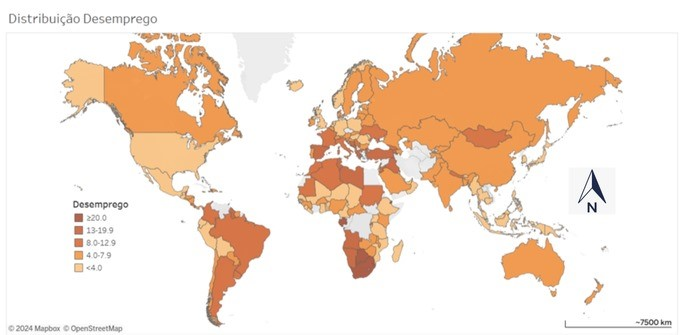 Distribuição Desemprego
N
Desemprego
≥20.0
13-19.9
8.0-12.9
4.0-7.9
<4.0
© 2024 Mapbox © OpenStreetMap
~7500 km